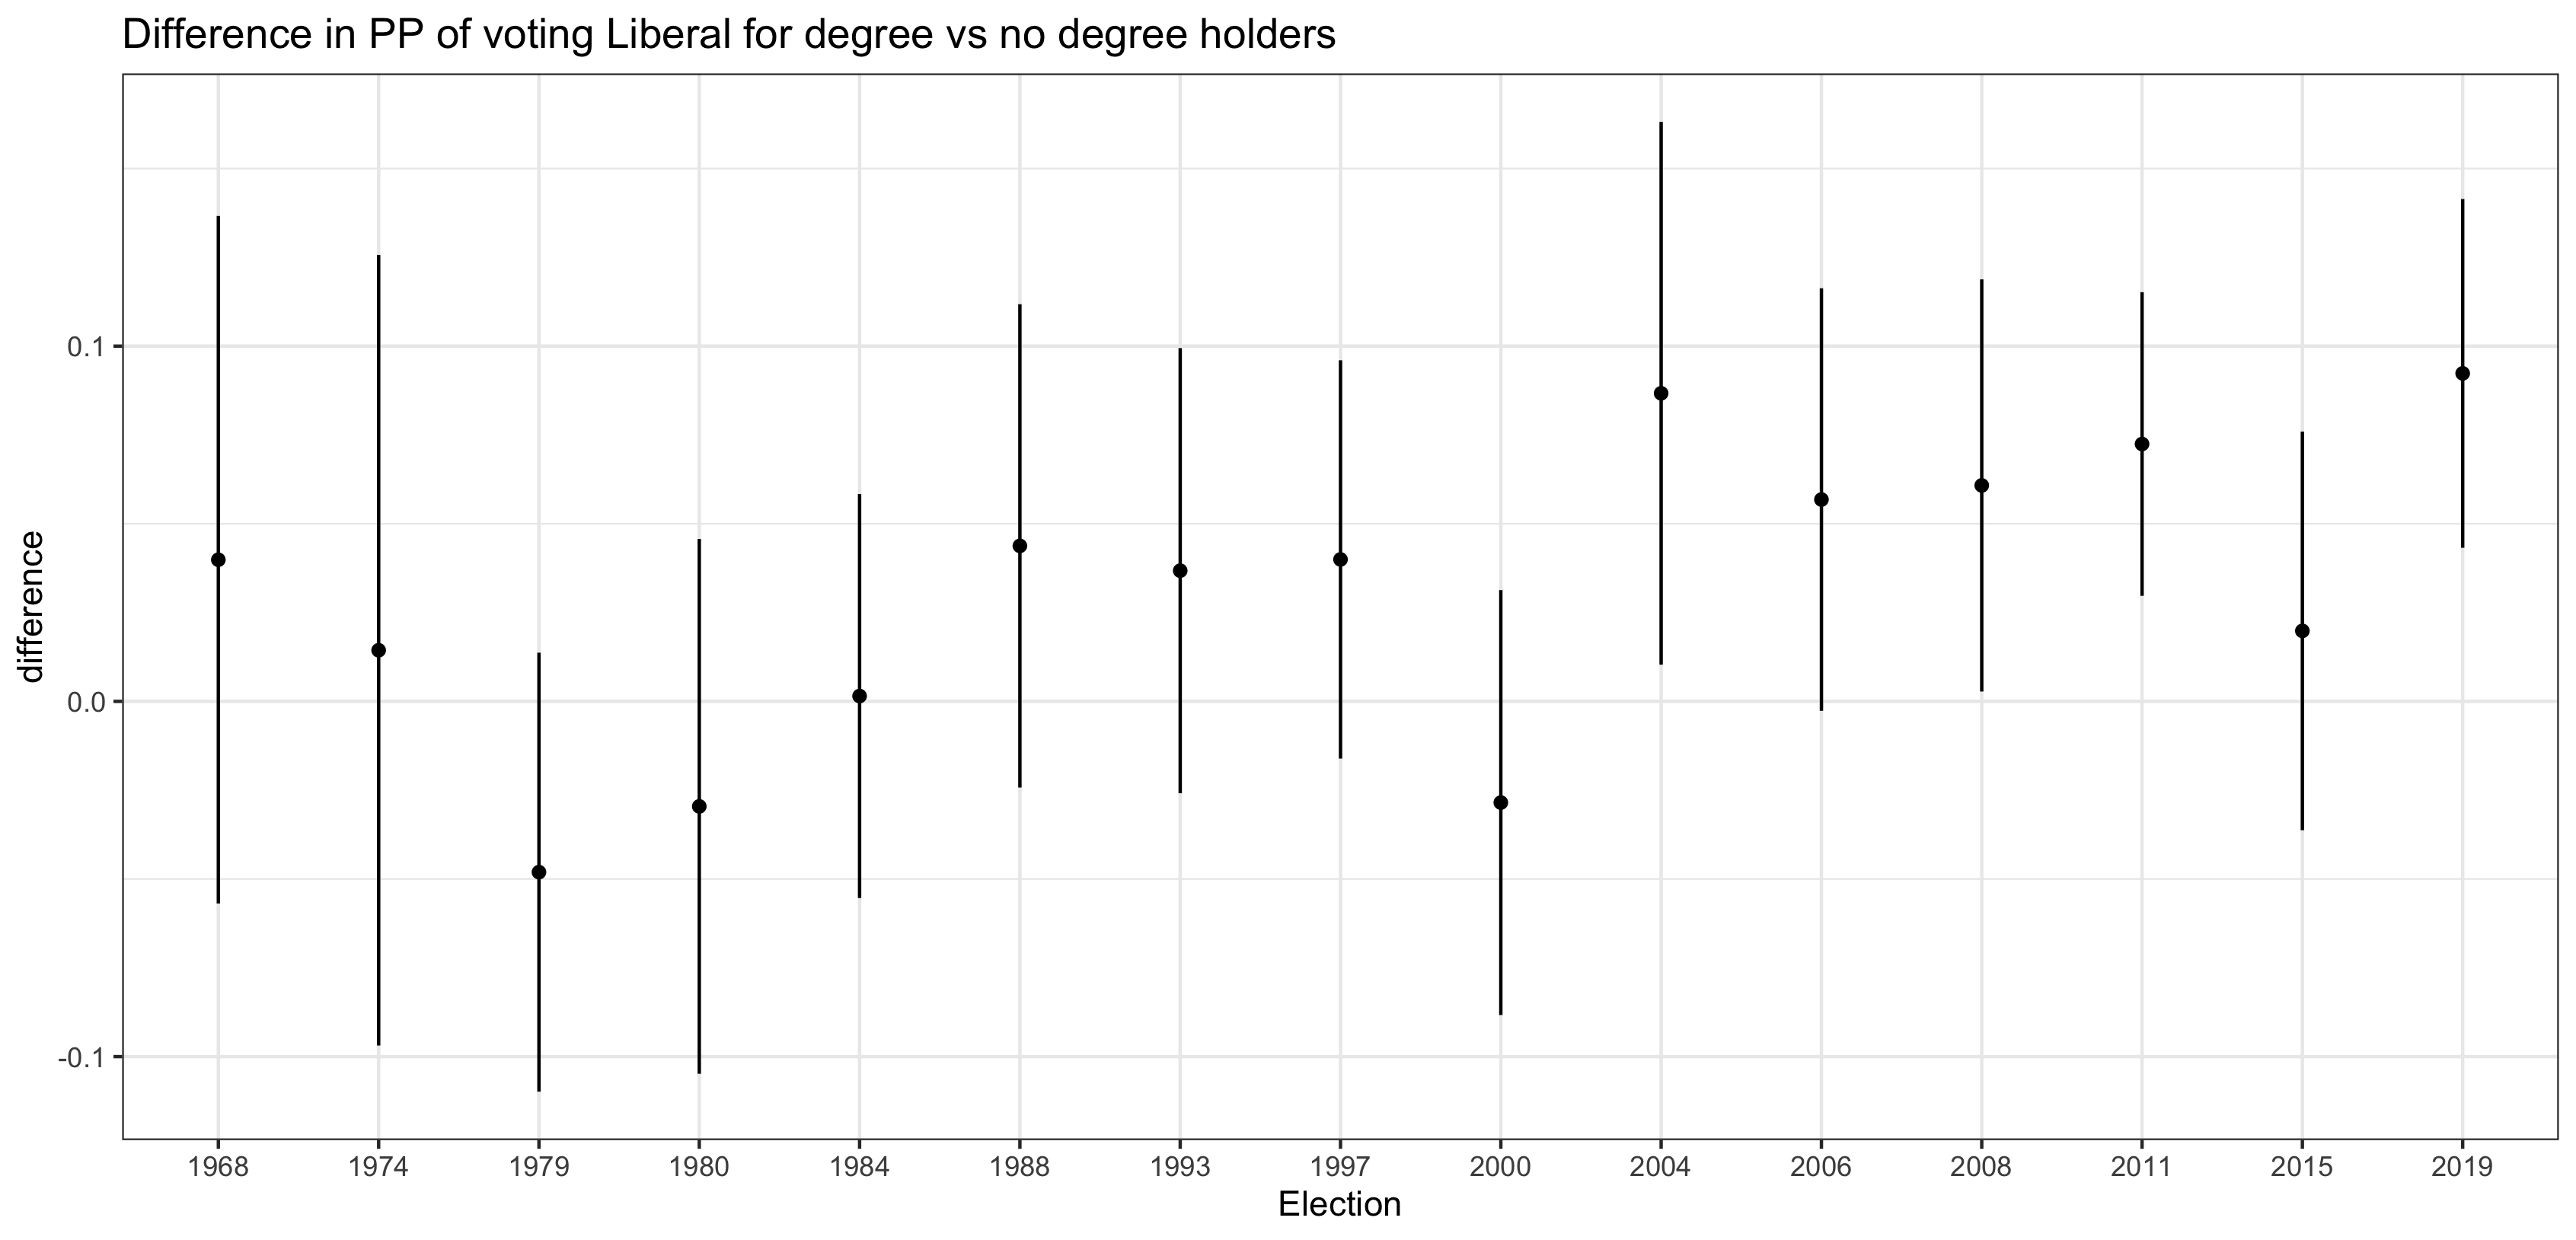 Difference in PP of voting Liberal for degree vs no degree holders
difference
0.1
0.0
-0.1
1968 1974 1979 1980 1984 1988 1993 1997 2000 2004 2006 2008 2011 2015 2019
Election